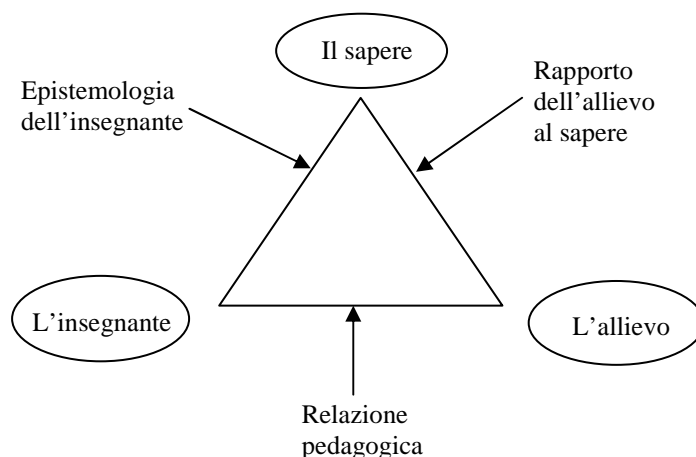 Il sapere
Epistemologia
dell’insegnante
Rapporto
dell’allievo
al sapere
L’insegnante
L’allievo
Relazione
pedagogica